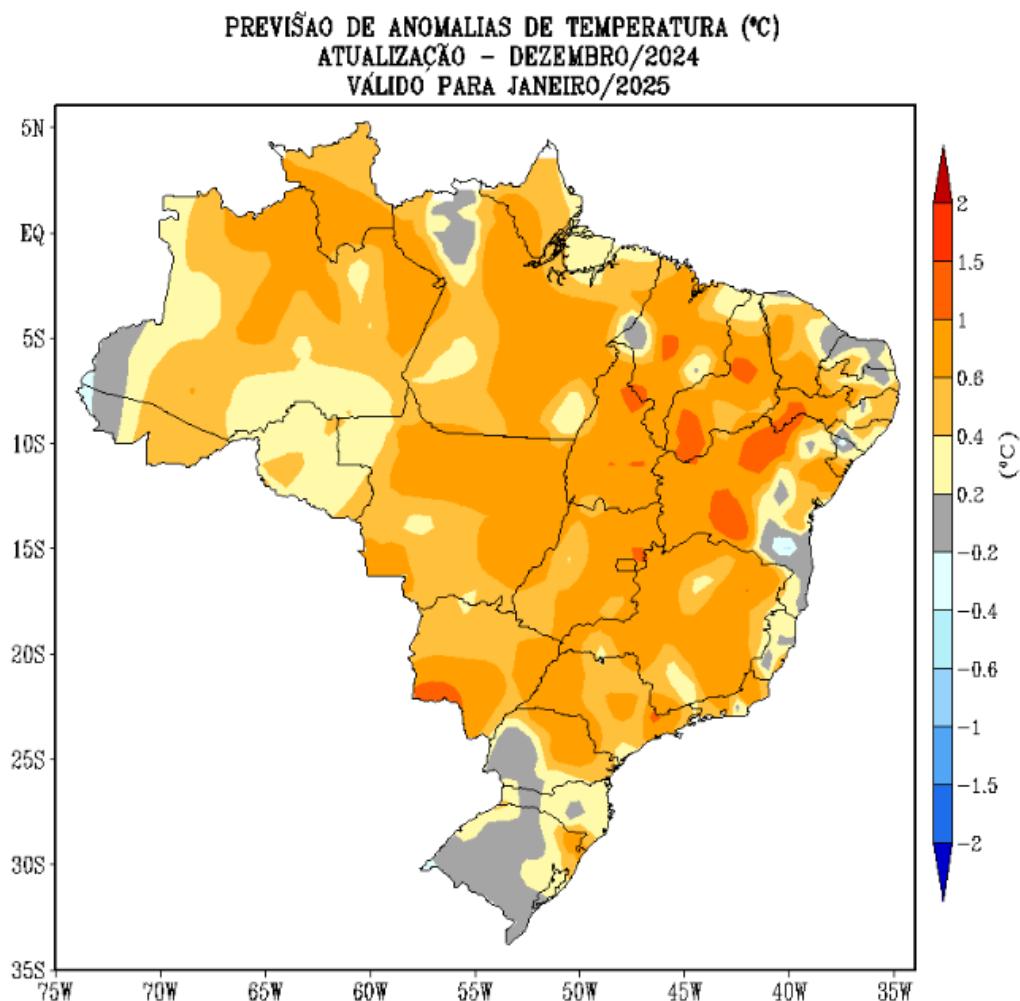 PREVISÃO DE ANOMALIAS DE TEMPERATURA (°C)
ATUALIZAÇÃO - DEZEMBRO/2024
VÁLIDO PARA JANEIRO/2025
5N
EQ
5S
10S
15S
20S
25S
30S
35S
75W 70W 65W 60W 55W 50W 45W 40W 35W
2
1.5
1
0.6
0.4
0.2
-0.2
-0.4
-0.6
-1
-1.5
-2
(°C)